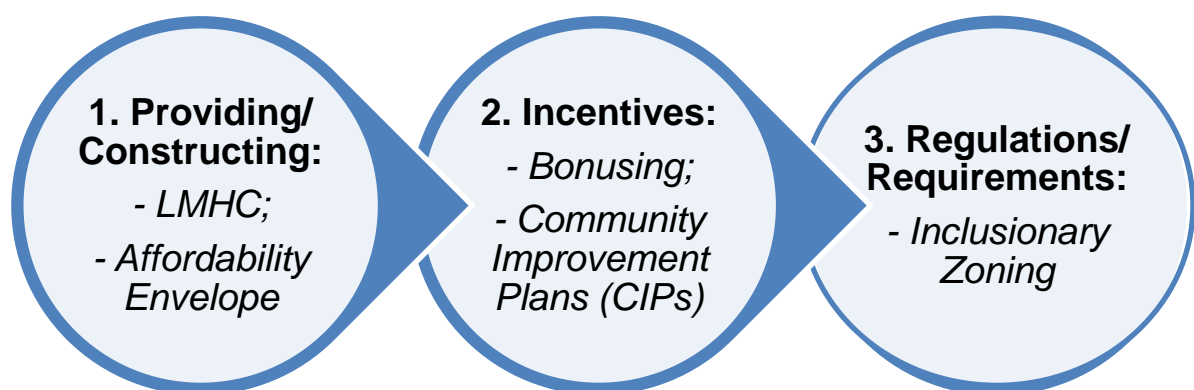 1. Providing/
Constructing:
- LMHC;
- Affordability
Envelope
2. Incentives:
- Bonusing;
- Community
Improvement
Plans (CIPs)
3. Regulations/
Requirements:
- Inclusionary
Zoning